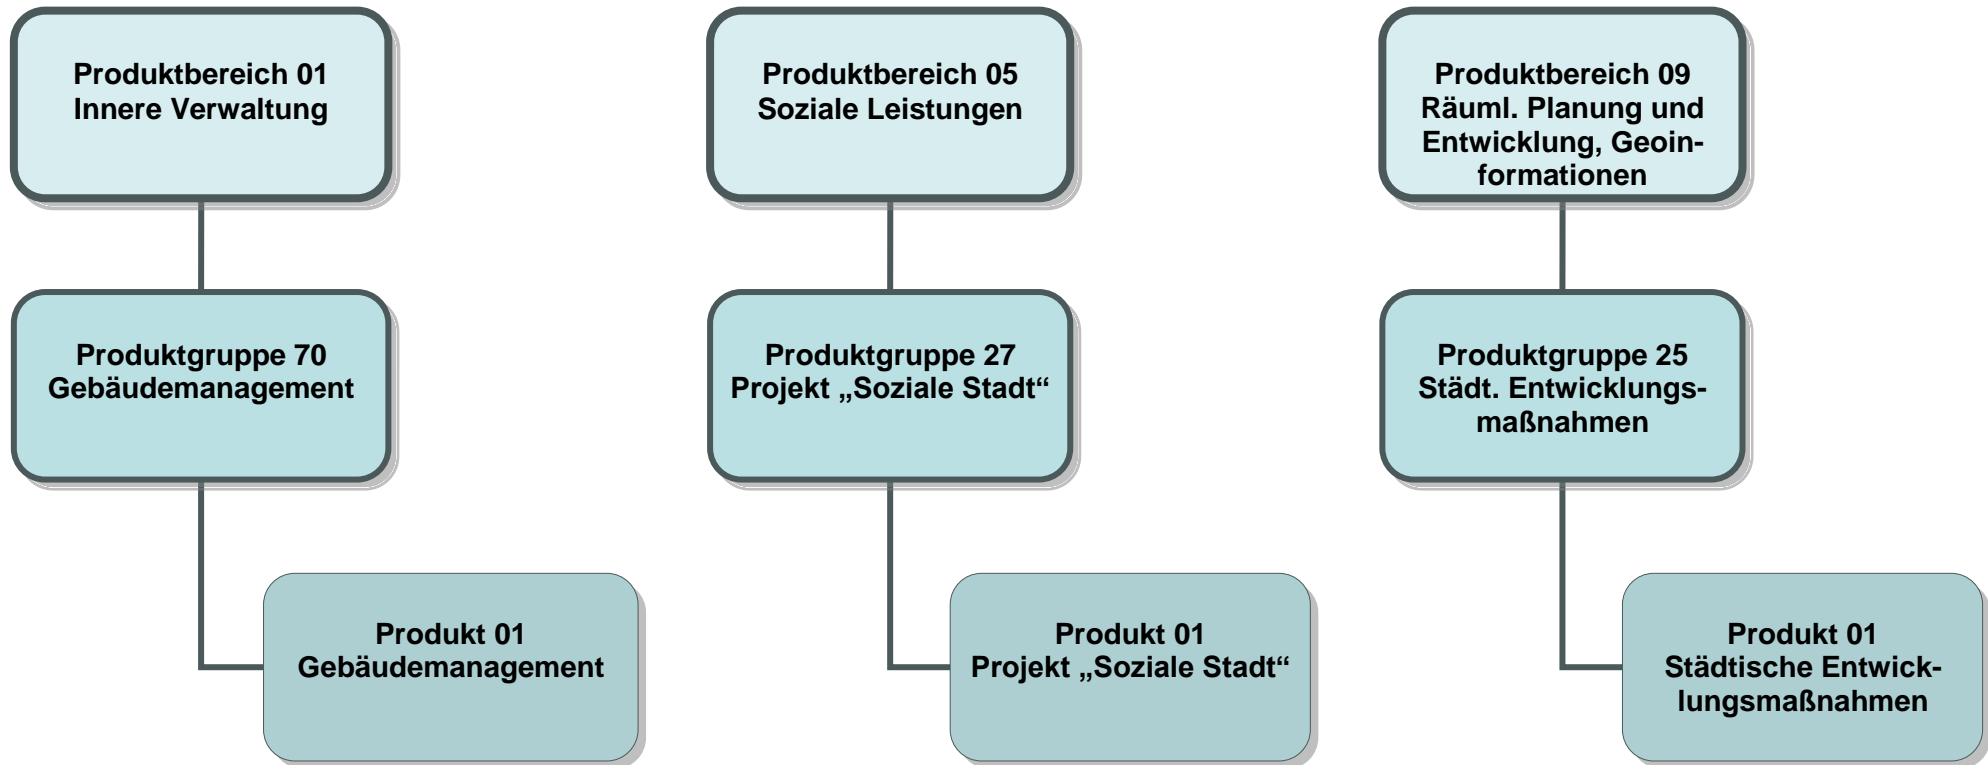 Produktbereich 01
Innere Verwaltung
Produktbereich 05
Soziale Leistungen
Produktbereich 09
Räuml. Planung und
Entwicklung, Geoin-
formationen
Produktgruppe 70
Gebäudemanagement
Produktgruppe 27
Projekt „Soziale Stadt“
Produktgruppe 25
Städt. Entwicklungs-
maßnahmen
Produkt 01
Gebäudemanagement
Produkt 01
Projekt „Soziale Stadt“
Produkt 01
Städtische Entwick-
lungsmaßnahmen